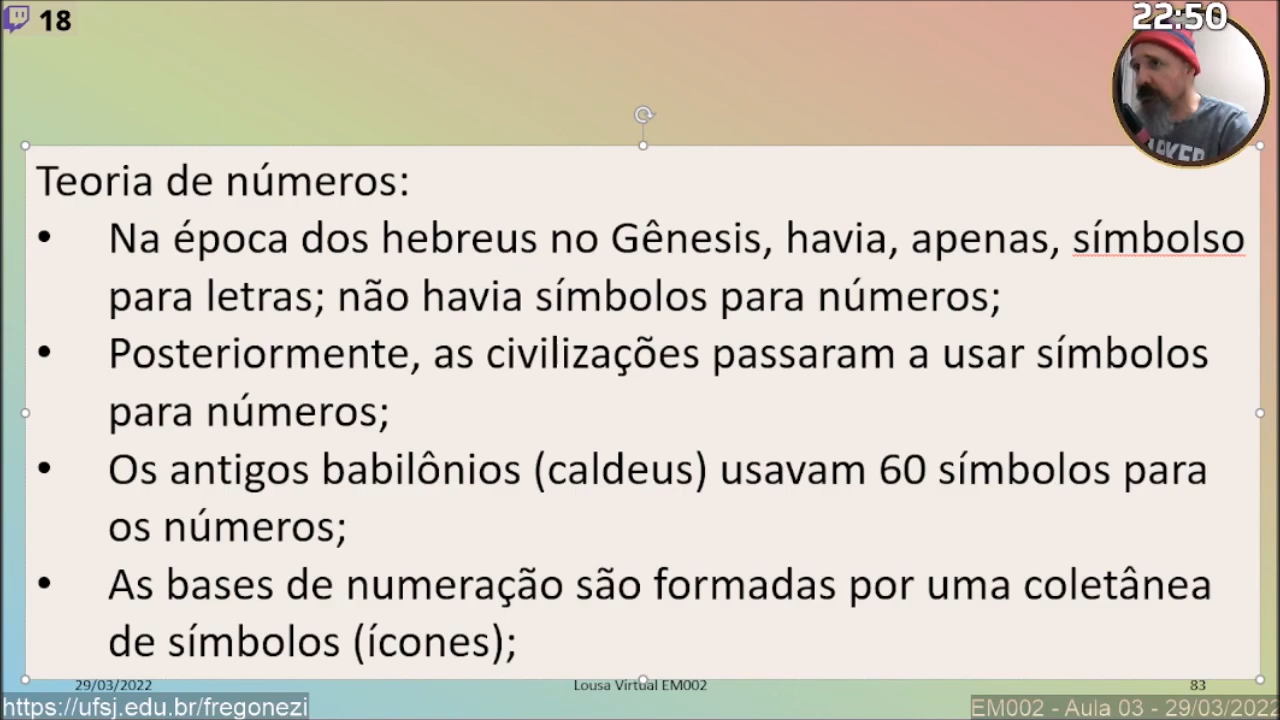 18
22:50
Teoria de números:
• Na época dos hebreus no Gênesis, havia, apenas, símbolso
para letras; não havia símbolos para números;
• Posteriormente, as civilizações passaram a usar símbolos
para números;
• Os antigos babilônios (caldeus) usavam 60 símbolos para
os números;
• As bases de numeração são formadas por uma coletânea
de símbolos (ícones);
29/03/2022
Lousa Virtual EM002
83
https://ufsj.edu.br/fregonezi
EM002 - Aula 03 - 29/03/2022